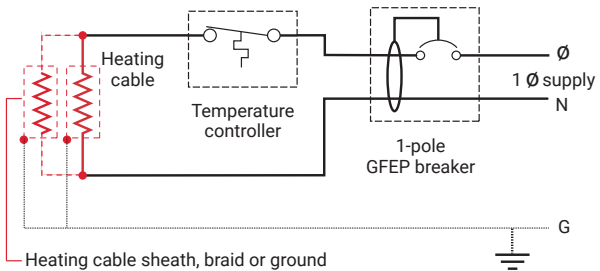 Ø
Heating
cable
1 Ø supply
N
Temperature
controller
1-pole
GFEP breaker
G
Heating cable sheath, braid or ground